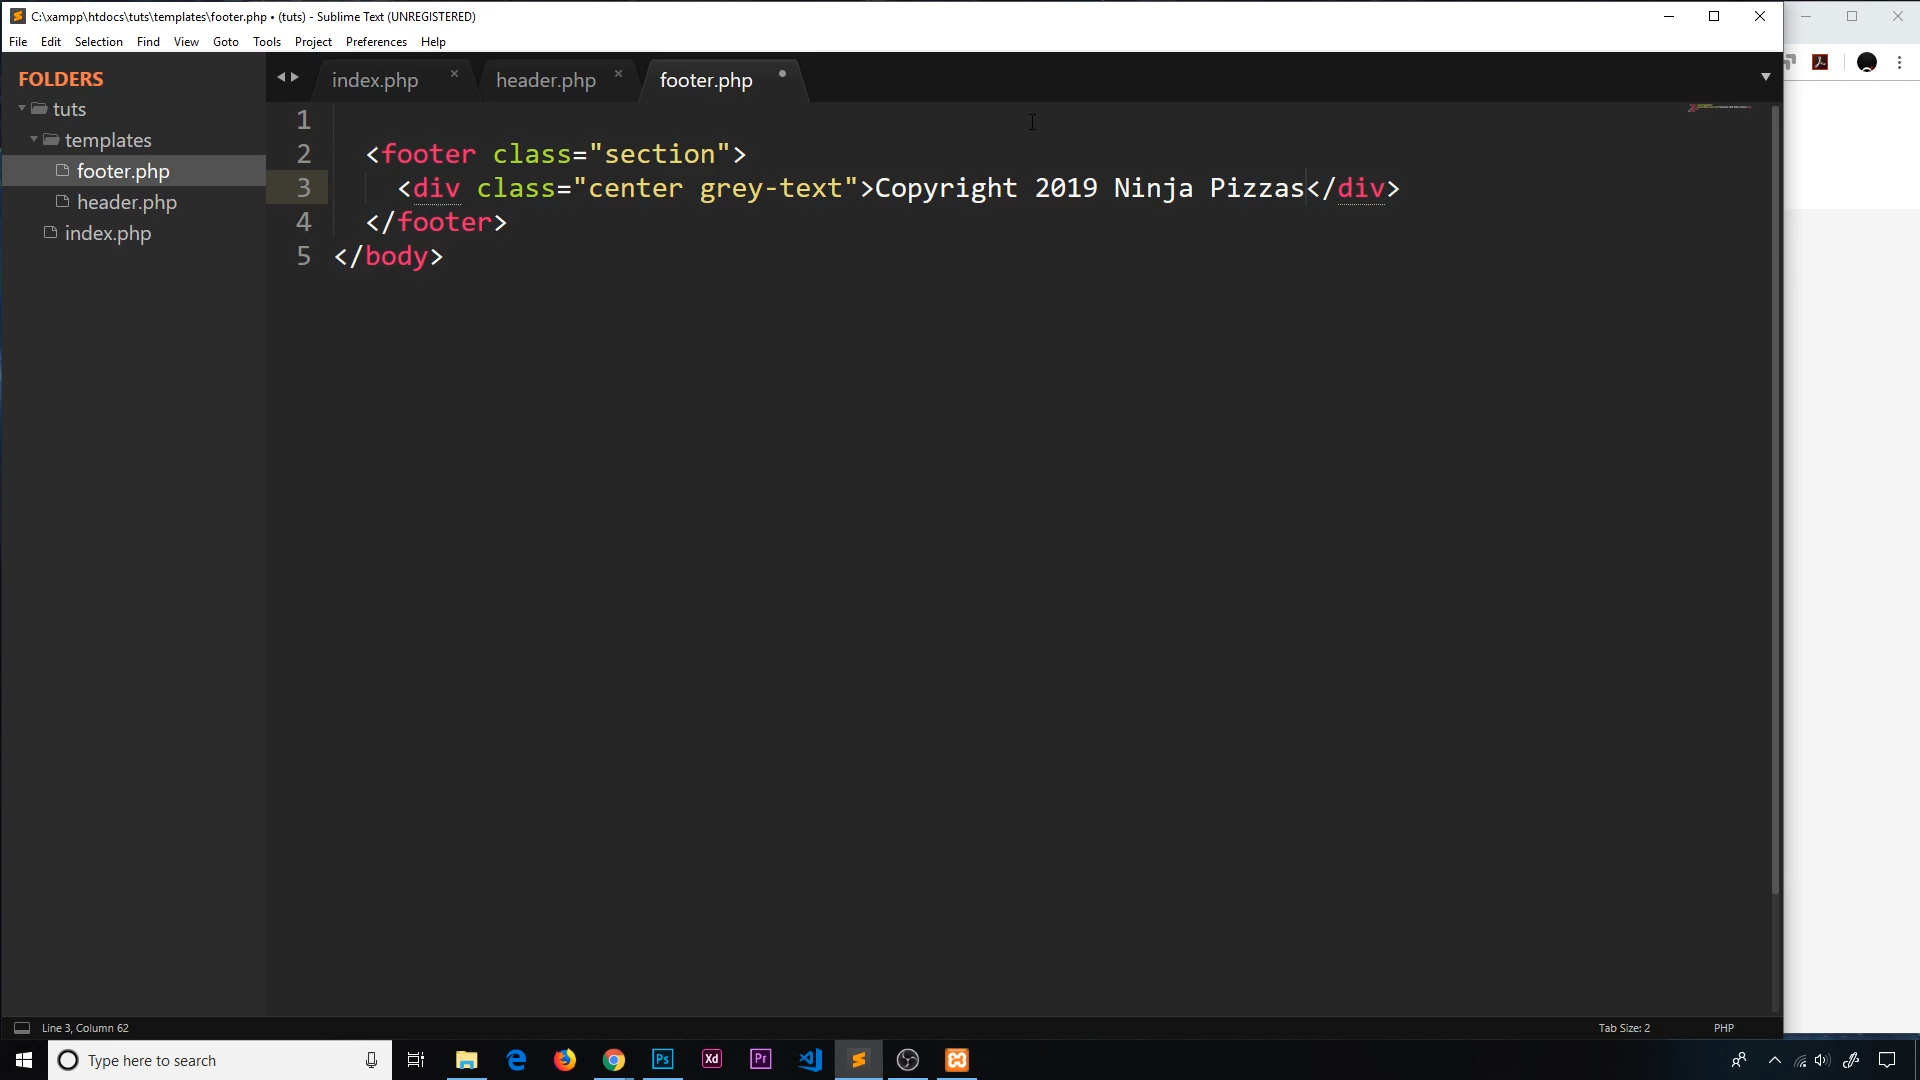 C:\xampp\htdocs\tuts\templates\footer.php • (tuts) - Sublime Text (UNREGISTERED)
File Edit Selection Find View Goto Tools Project Preferences Help
FOLDERS
tuts
templates
footer.php
header.php
index.php
index.php header.php footer.php
1
2 <footer class="section">
3 <div class="center grey-text">Copyright 2019 Ninja Pizzas</div>
4 </footer>
5 </body>
Line 3, Column 62 Tab Size: 2 PHP
Type here to search Ps Xd Pr